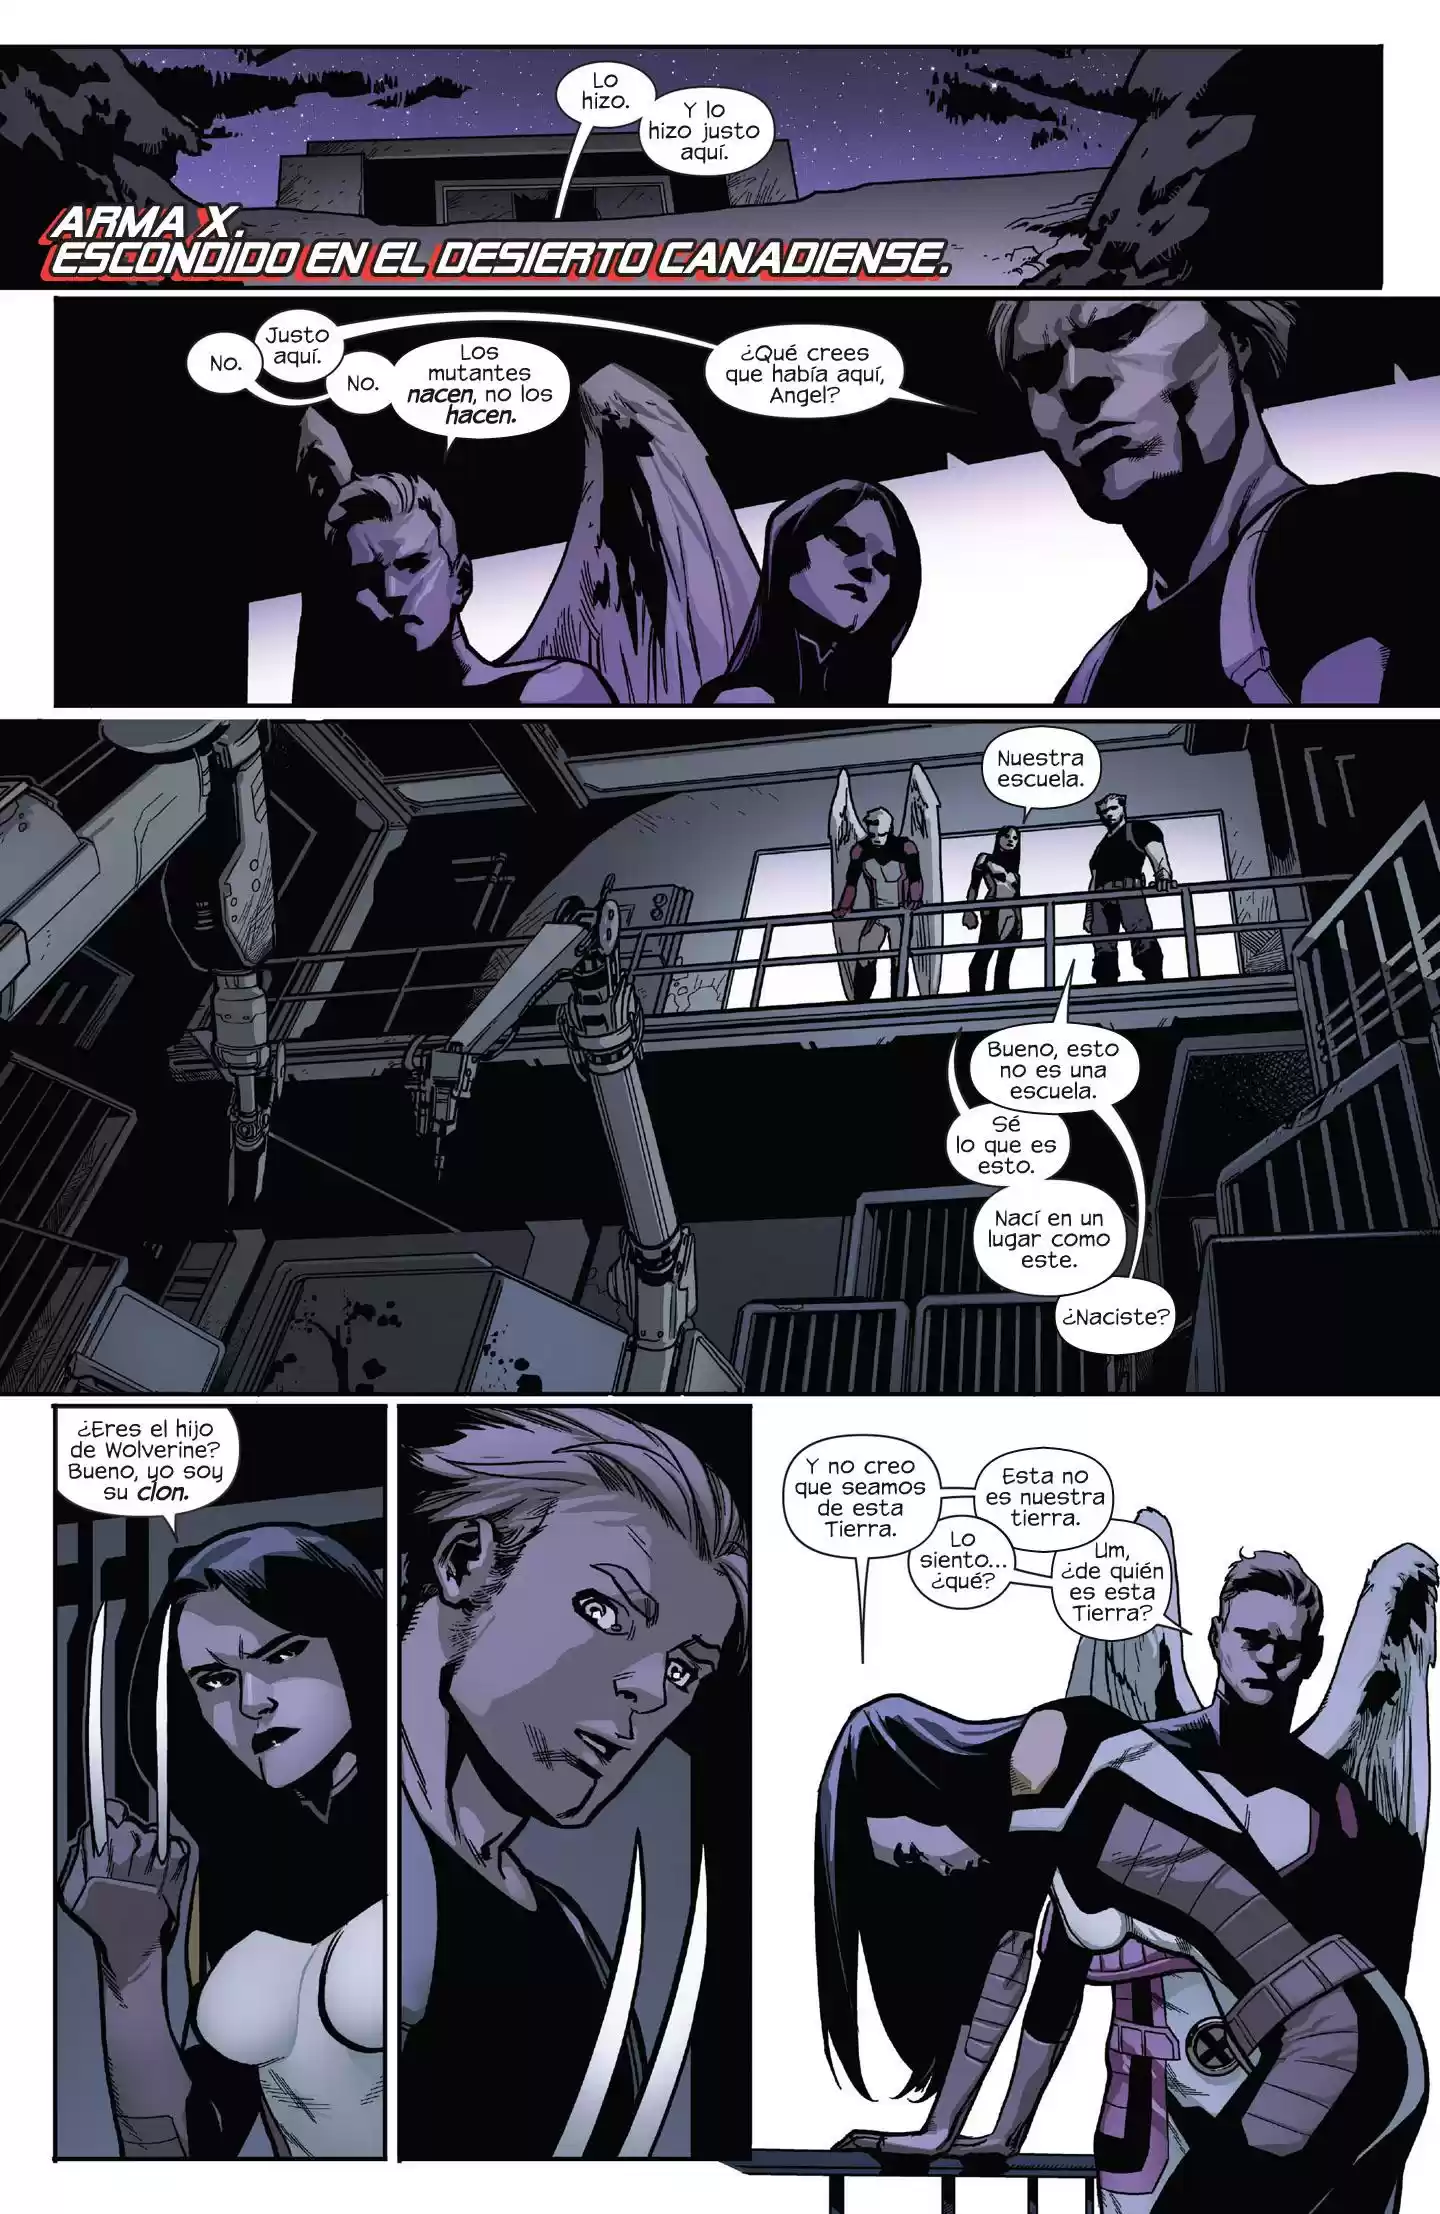 Lo
hizo.
Y lo
hizo justo
aquí.
ARMA X.
ESCONDIDO EN EL DESIERTO CANADIENSE.
No.
Justo
aquí.
No.
Los
mutantes
nacen, no los
hacen.
¿Qué crees
que había aquí,
Angel?
Nuestra
escuela.
Bueno, esto
no es una
escuela.
Sé
lo que es
esto.
Nací en un
lugar como
este.
¿Naciste?
¿Eres el hijo
de Wolverine?
Bueno, yo soy
su clon.
Y no creo
que seamos
de esta
Tierra.
Esta no
es nuestra
tierra.
Lo
siento...
¿qué?
Um,
¿de quién
es esta
Tierra?